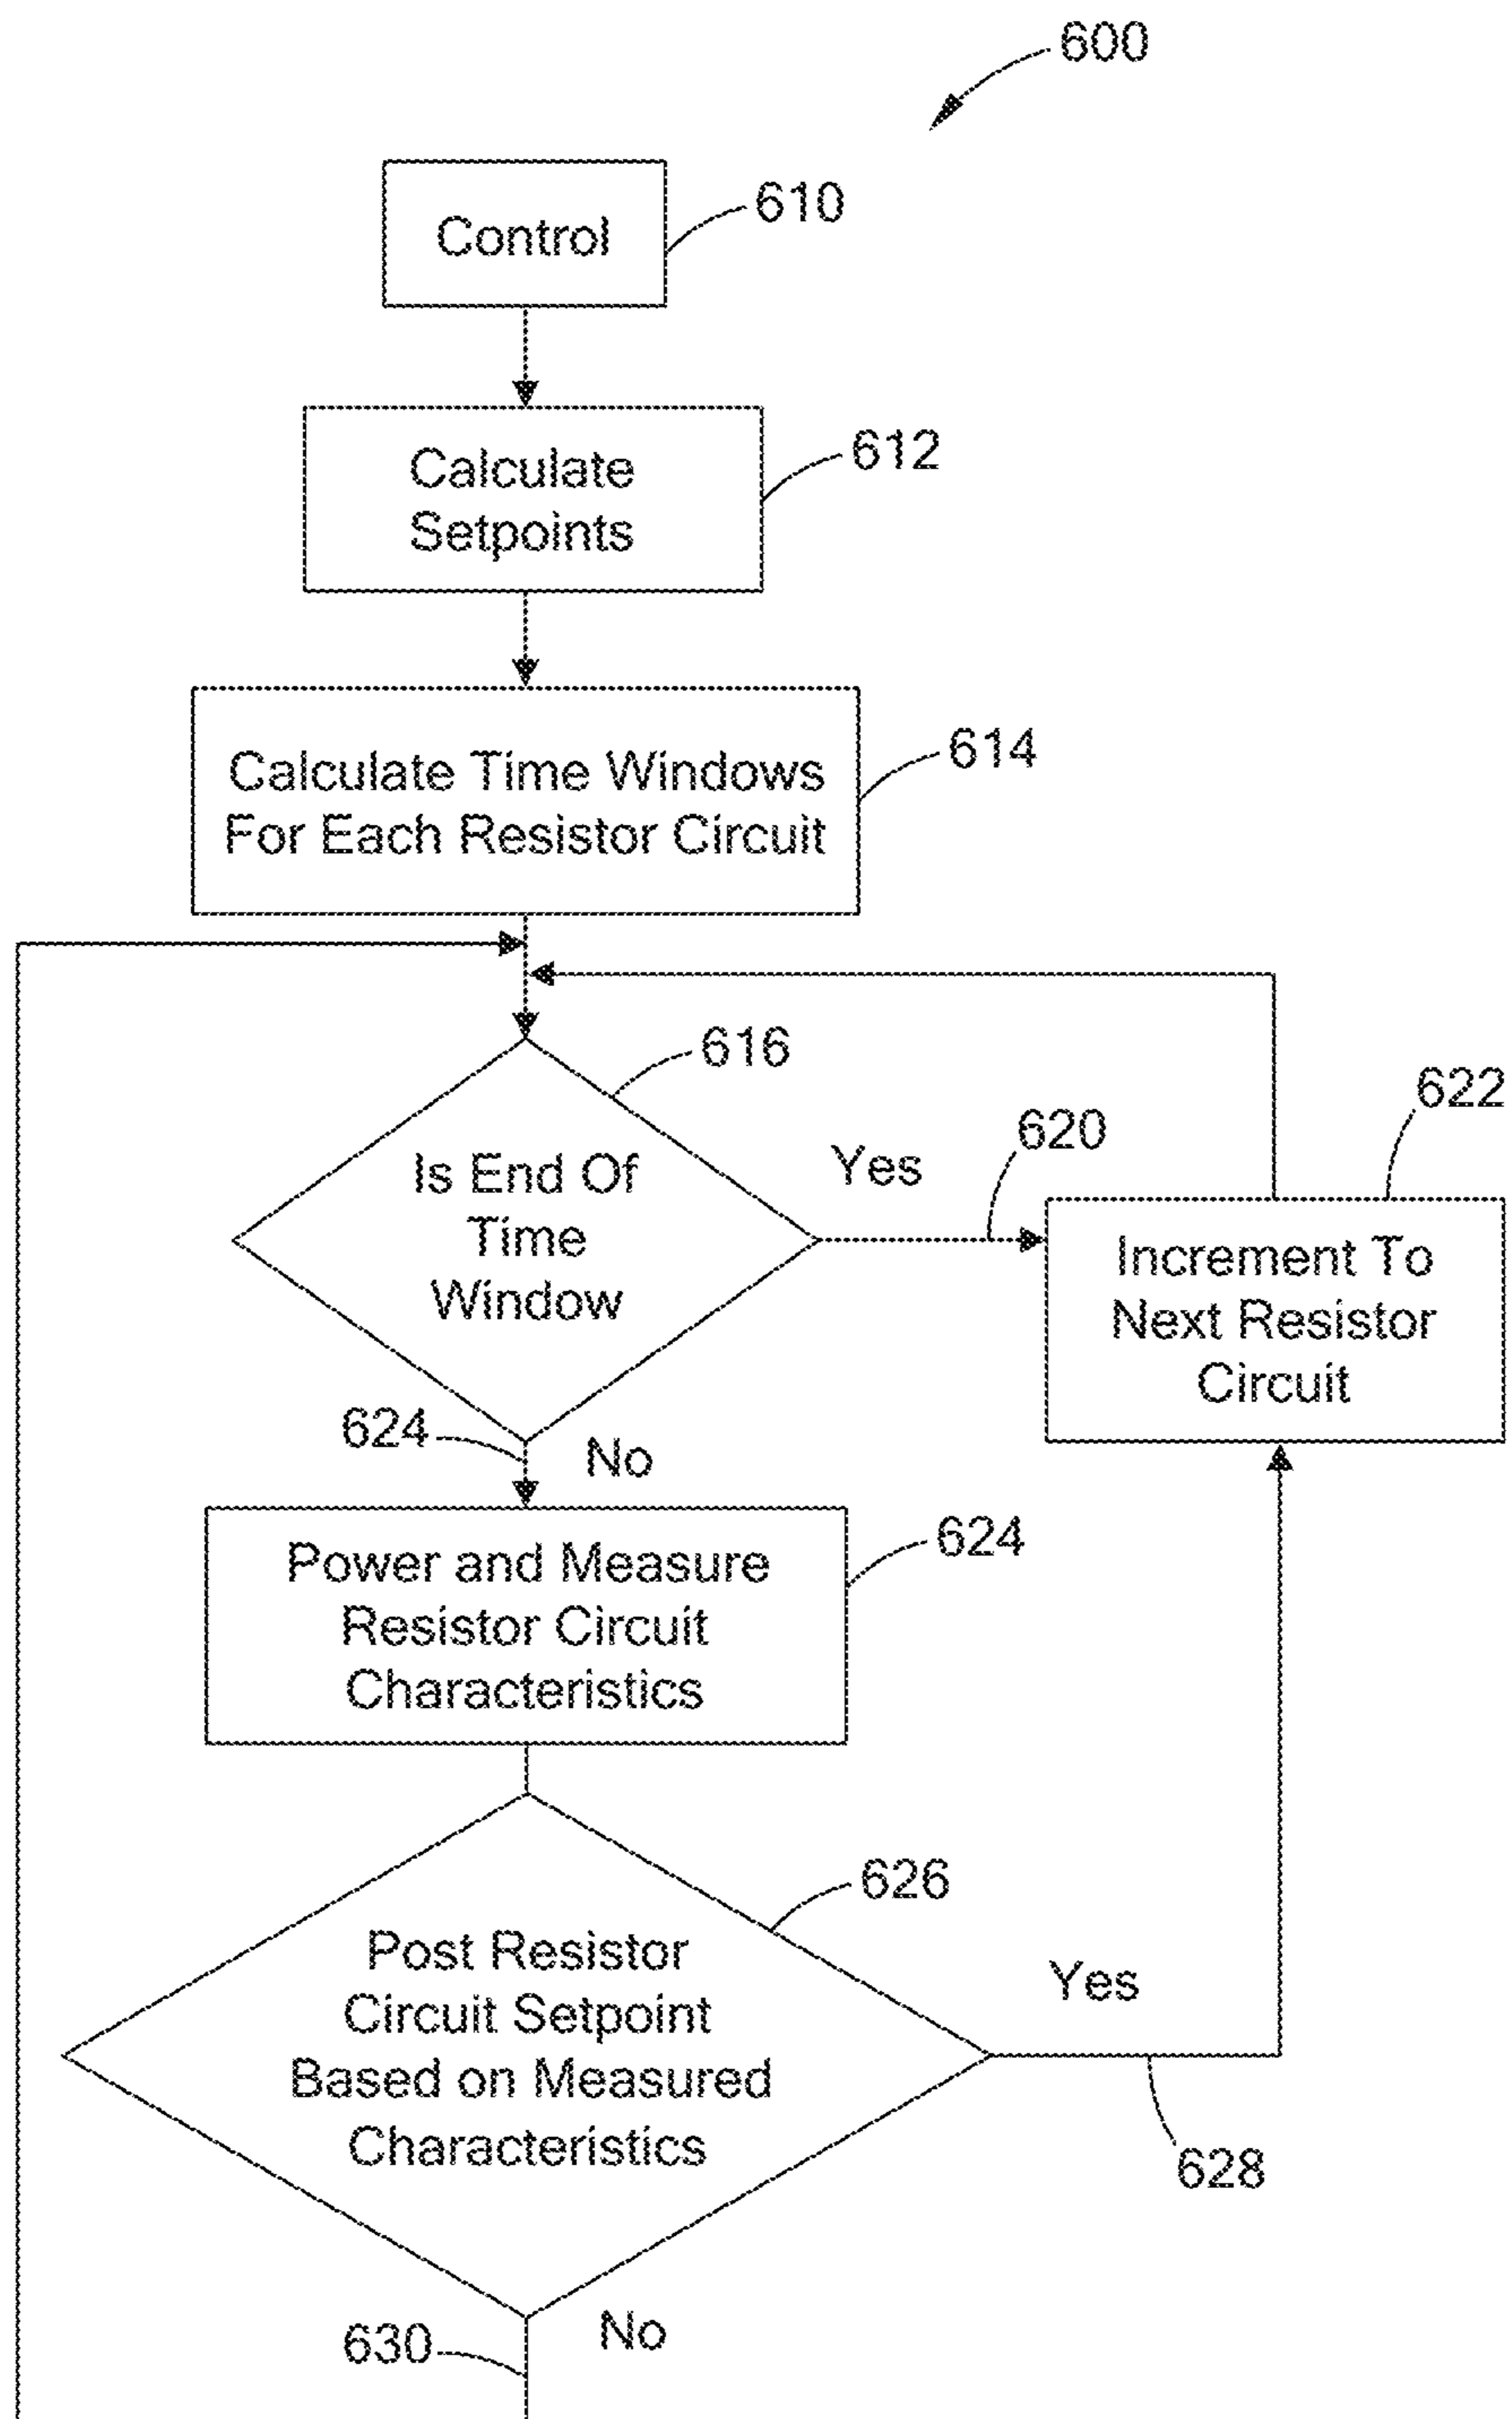 600
Control
610
Calculate
Setpoints
612
Calculate Time Windows
For Each Resistor Circuit
614
616
Is End Of
Time
Window
Yes
620
622
Increment To
Next Resistor
Circuit
624
No
Power and Measure
Resistor Circuit
Characteristics
624
626
Post Resistor
Circuit Setpoint
Based on Measured
Characteristics
Yes
628
630
No